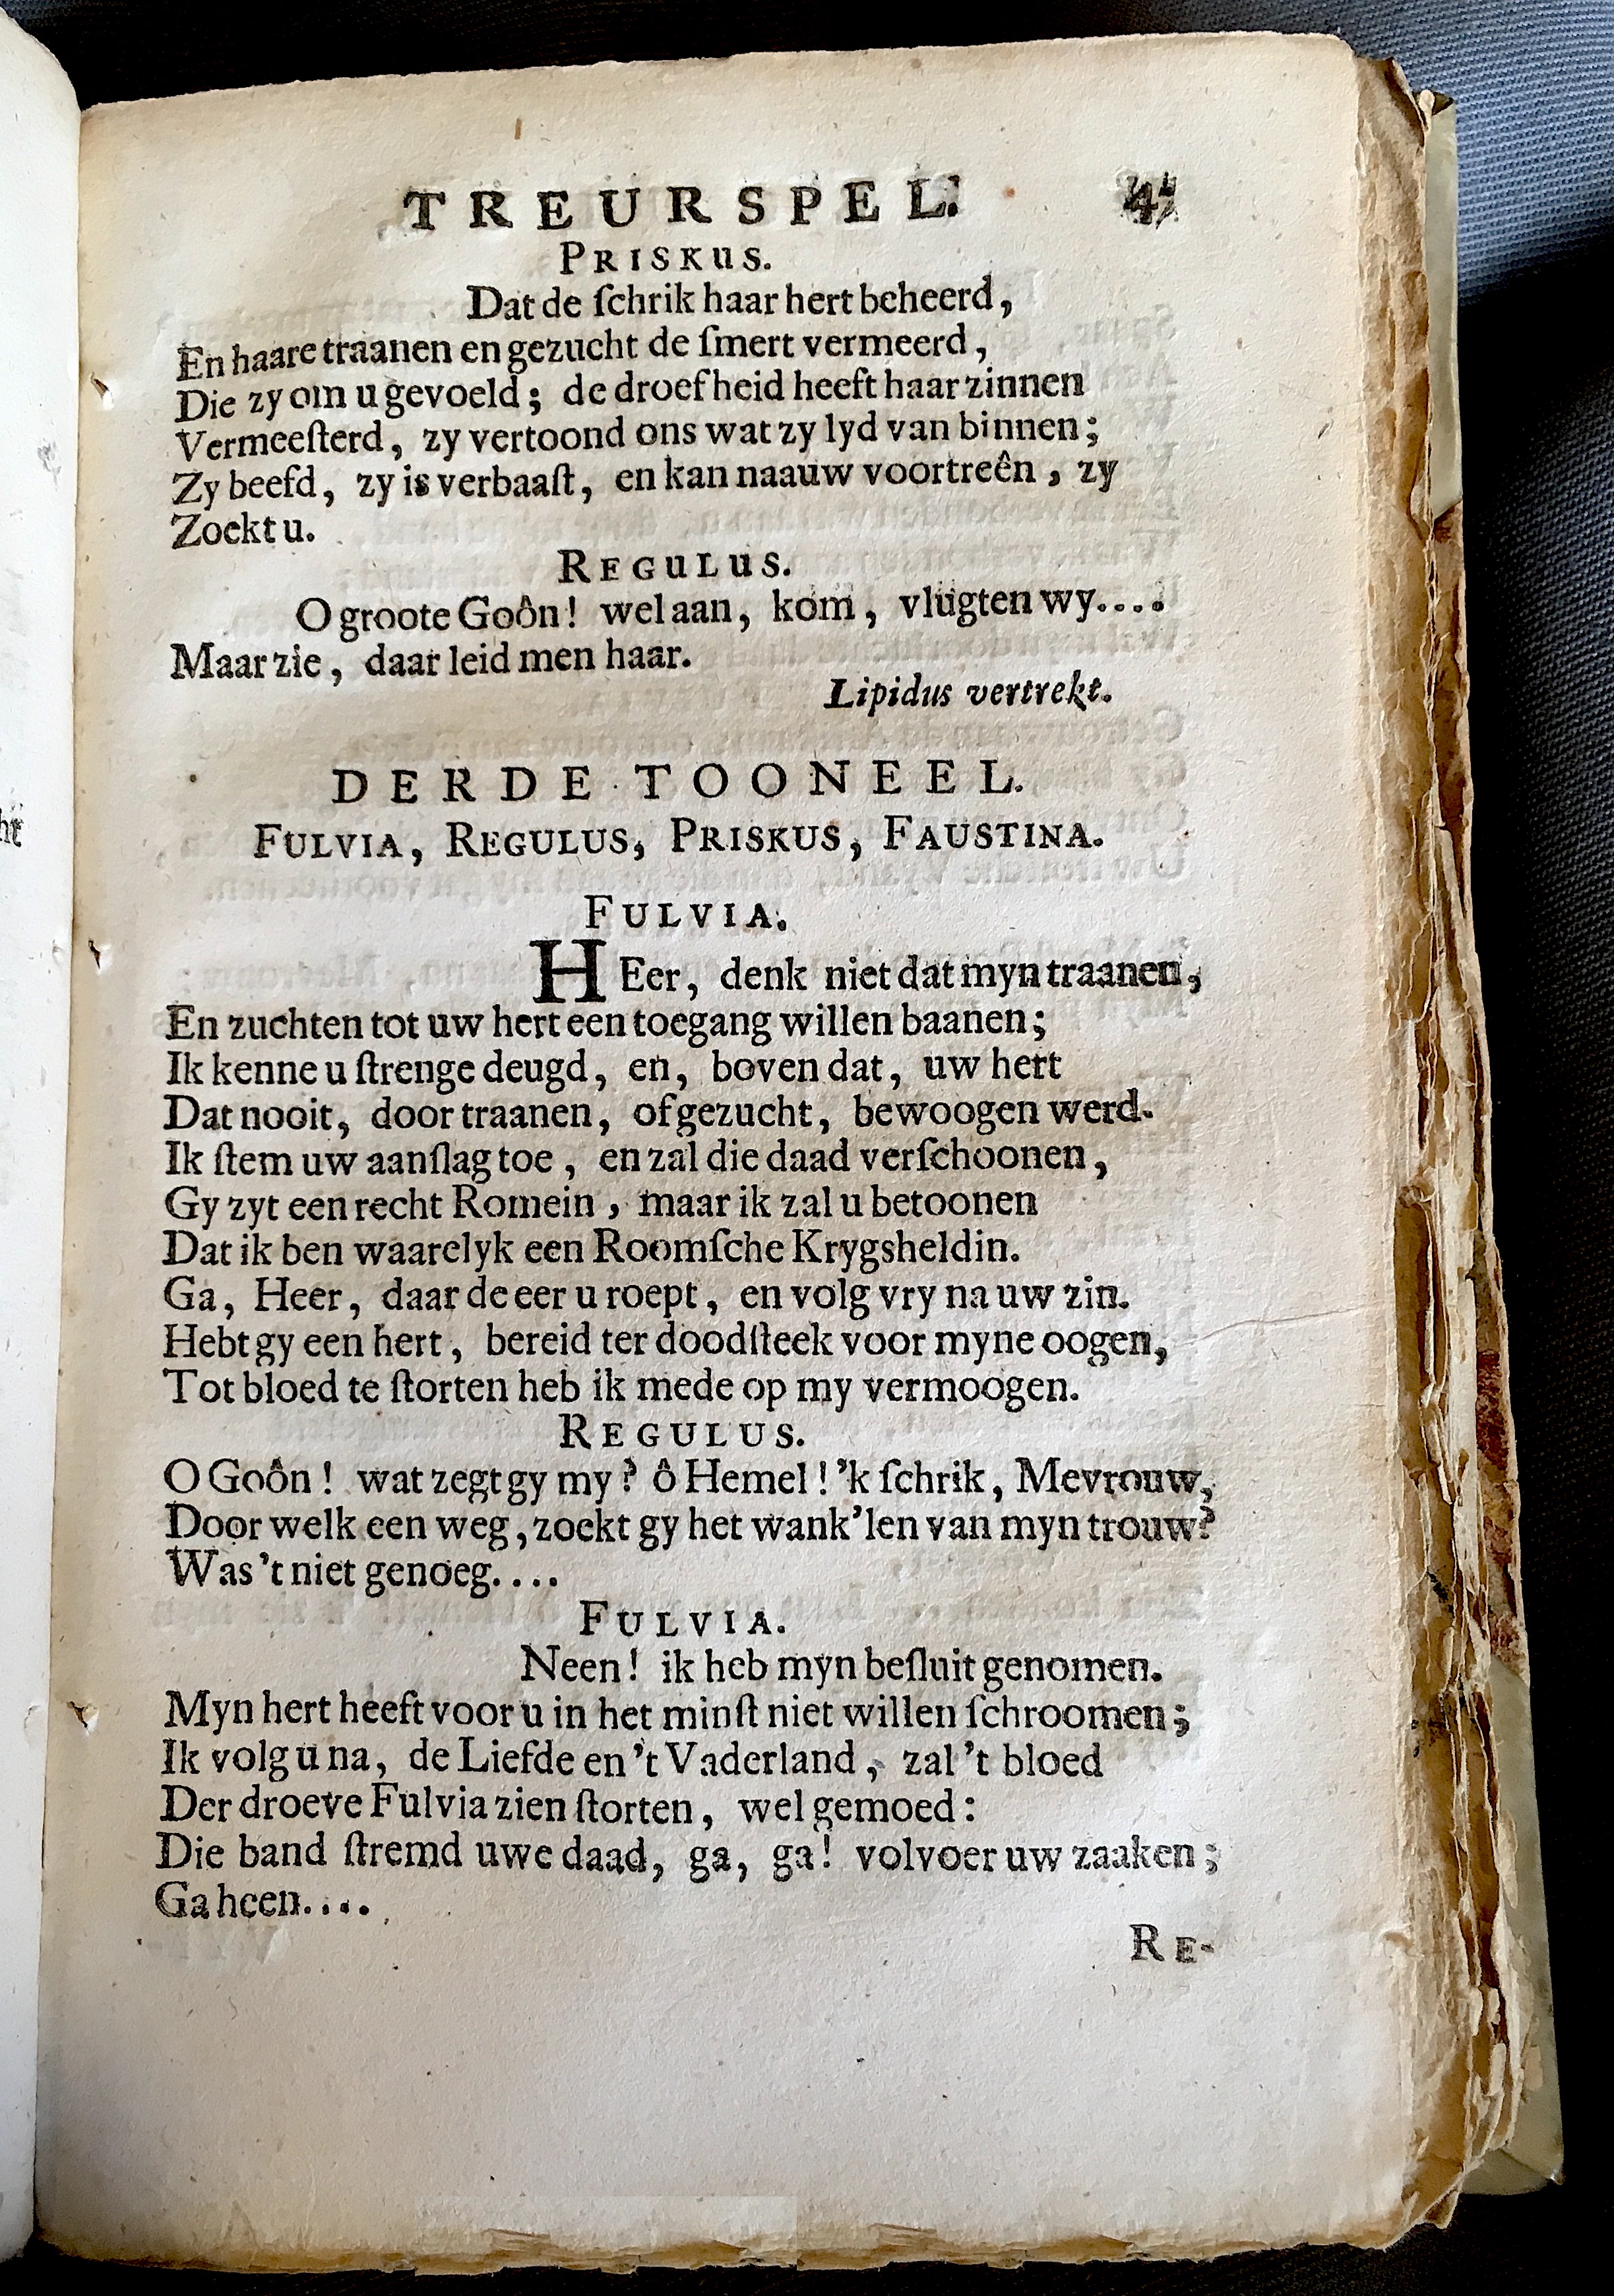 TREURSPEL.
PRISKUS.
Dat de ſchrik haar hert beheerd,
En haare traanen en gezucht de ſmert vermeerd,
Die zy om u gevoeld; de droefheid heeft haar zinnen
Vermeeſterd, zy vertoond ons wat zy lyd van binnen;
Zy beefd, zy is verbaaſt, en kan naauw voortreên, zy
Zoekt u.
REGULUS.
O groote Goôn! wel aan, kom, vlugten wy....
Maar zie, daar leid men haar.
Lipidus vertrekt.
DERDE TOONEEL.
FULVIA, REGULUS, PRISKUS, FAUSTINA.
FULVIA.
HEer, denk niet dat myn traanen,
En zuchten tot uw hert een toegang willen baanen;
Ik kenne u ſtrenge deugd, en, boven dat, uw hert
Dat nooit, door traanen, of gezucht, bewoogen werd.
Ik ſtem uw aanſlag toe, en zal die daad verſchoonen,
Gy zyt een recht Romein, maar ik zal u betoonen
Dat ik ben waarelyk een Roomſche Krygsheldin.
Ga, Heer, daar de eer u roept, en volg vry na uw zin.
Hebt gy een hert, bereid ter doodſteek voor myne oogen,
Tot bloed te ſtorten heb ik mede op my vermoogen.
REGULUS.
O Goôn! wat zegt gy my? ô Hemel! 'k ſchrik, Mevrouw,
Door welk een weg, zoekt gy het wank'len van myn trouw?
Was 't niet genoeg....
FULVIA.
Neen! ik heb myn beſluit genomen.
Myn hert heeft voor u in het minſt niet willen ſchroomen;
Ik volg u na, de Liefde en 't Vaderland, zal 't bloed
Der droeve Fulvia zien ſtorten, wel gemoed:
Die band ſtremd uwe daad, ga, ga! volvoer uw zaaken;
Ga heen....
RE-